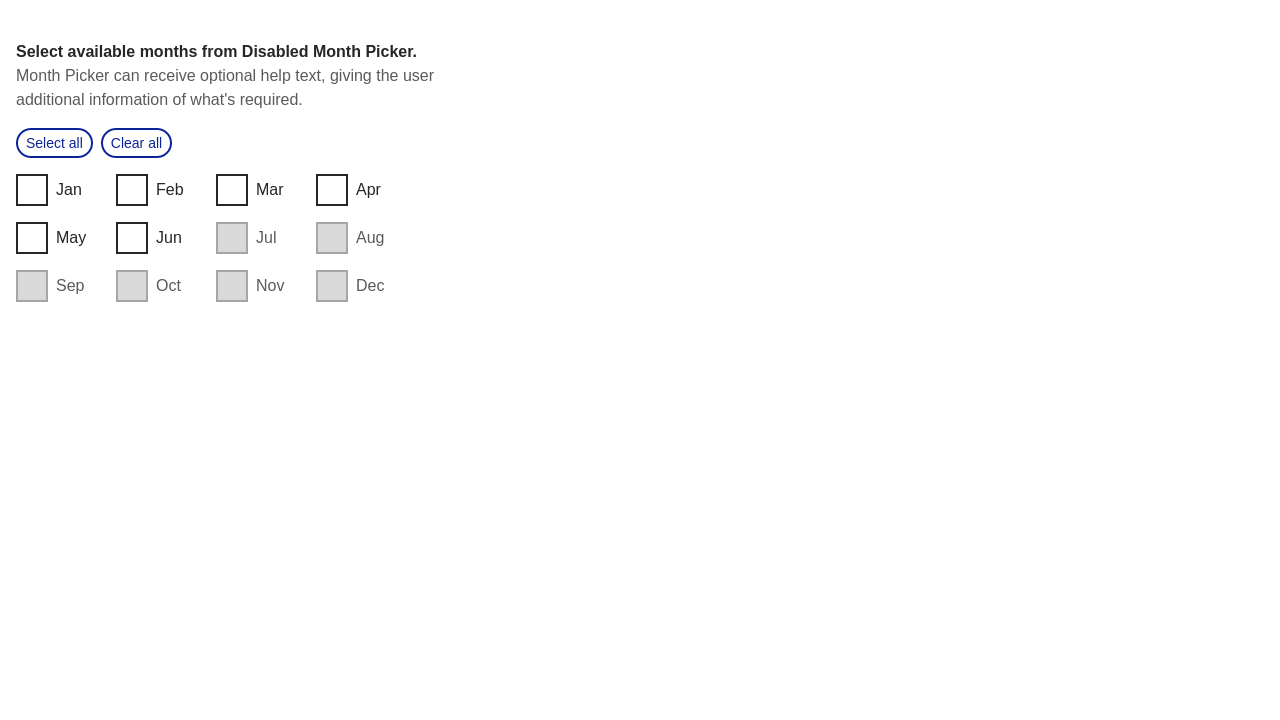 Select available months from Disabled Month Picker.
Month Picker can receive optional help text, giving the user
additional information of what's required.
Select all Clear all
Jan Feb Mar Apr
May Jun Jul Aug
Sep Oct Nov Dec